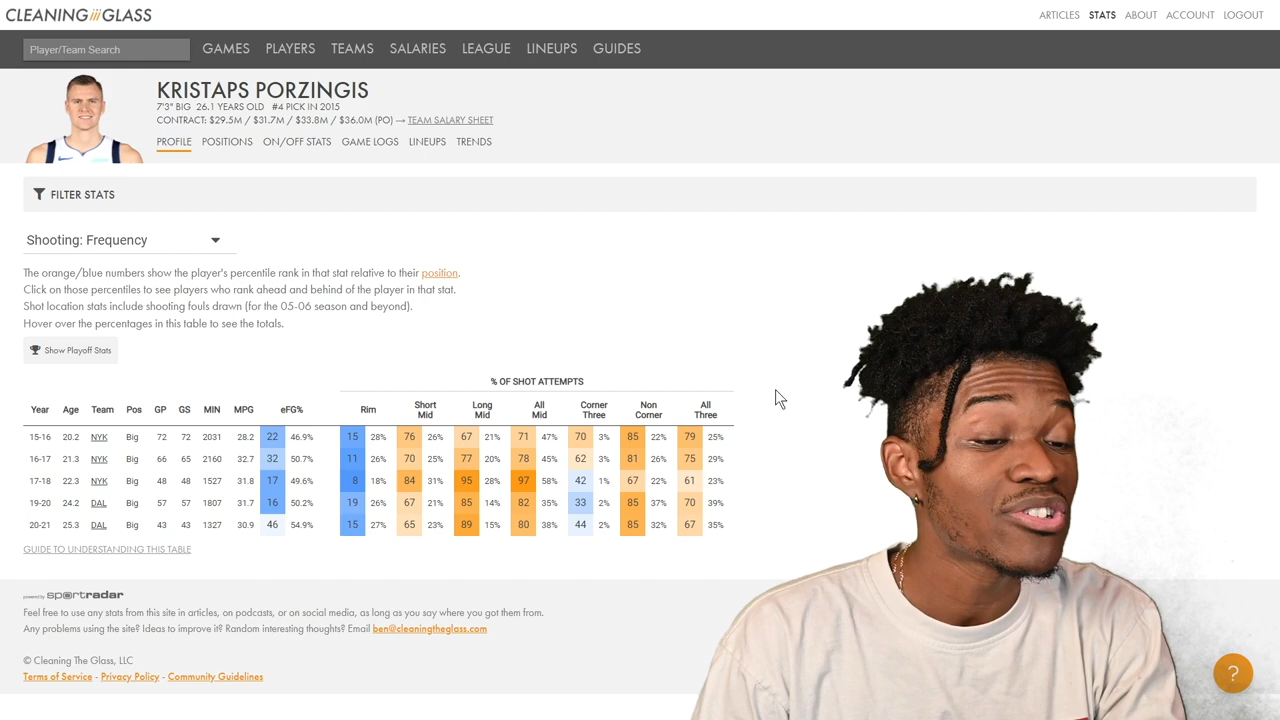 CLEANING GLASS
ARTICLES STATS ABOUT ACCOUNT LOGOUT
Player/Team Search GAMES PLAYERS TEAMS SALARIES LEAGUE LINEUPS GUIDES
KRISTAPS PORZINGIS
7'3" BIG 26.1 YEARS OLD #4 PICK IN 2015
CONTRACT: $29.5M / $31.7M / $33.8M / $36.0M (PO) → TEAM SALARY SHEET
PROFILE POSITIONS ON/OFF STATS GAME LOGS LINEUPS TRENDS
FILTER STATS
Shooting: Frequency
The orange/blue numbers show the player's percentile rank in that stat relative to their position.
Click on those percentiles to see players who rank ahead and behind of the player in that stat.
Shot location stats include shooting fouls drawn (for the 05-06 season and beyond).
Hover over the percentages in this table to see the totals.
Show Playoff Stats
% OF SHOT ATTEMPTS
Year Age Team Pos GP GS MIN MPG eFG% Rim Short Mid Long Mid All Mid Corner Three Non Corner All Three
15-16 20.2 NYK Big 72 72 2031 28.2 22 46.9% 15 28% 76 26% 67 21% 71 47% 70 3% 85 22% 79 25%
16-17 21.3 NYK Big 66 65 2160 32.7 32 50.7% 11 26% 70 25% 77 20% 78 45% 62 3% 81 26% 75 29%
17-18 22.3 NYK Big 48 48 1527 31.8 17 49.6% 8 18% 84 31% 95 28% 97 58% 42 1% 67 22% 61 23%
19-20 24.2 DAL Big 57 57 1807 31.7 16 50.2% 19 26% 67 21% 85 14% 82 35% 33 2% 85 37% 70 39%
20-21 25.3 DAL Big 43 43 1327 30.9 46 54.9% 15 27% 65 23% 89 15% 80 38% 44 2% 85 32% 67 35%
GUIDE TO UNDERSTANDING THIS TABLE
powered by sportradar
Feel free to use any stats from this site in articles, on podcasts, or on social media, as long as you say where you got them from.
Any problems using the site? Ideas to improve it? Random interesting thoughts? Email ben@cleaningtheglass.com
© Cleaning The Glass, LLC
Terms of Service - Privacy Policy - Community Guidelines
?